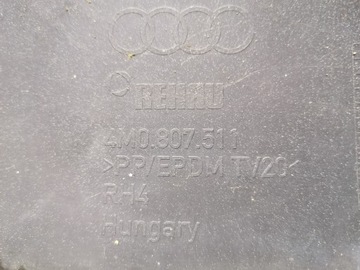 REHAU
4M0.807.511
>PP/EPDM TV20<
RH4
Hungary